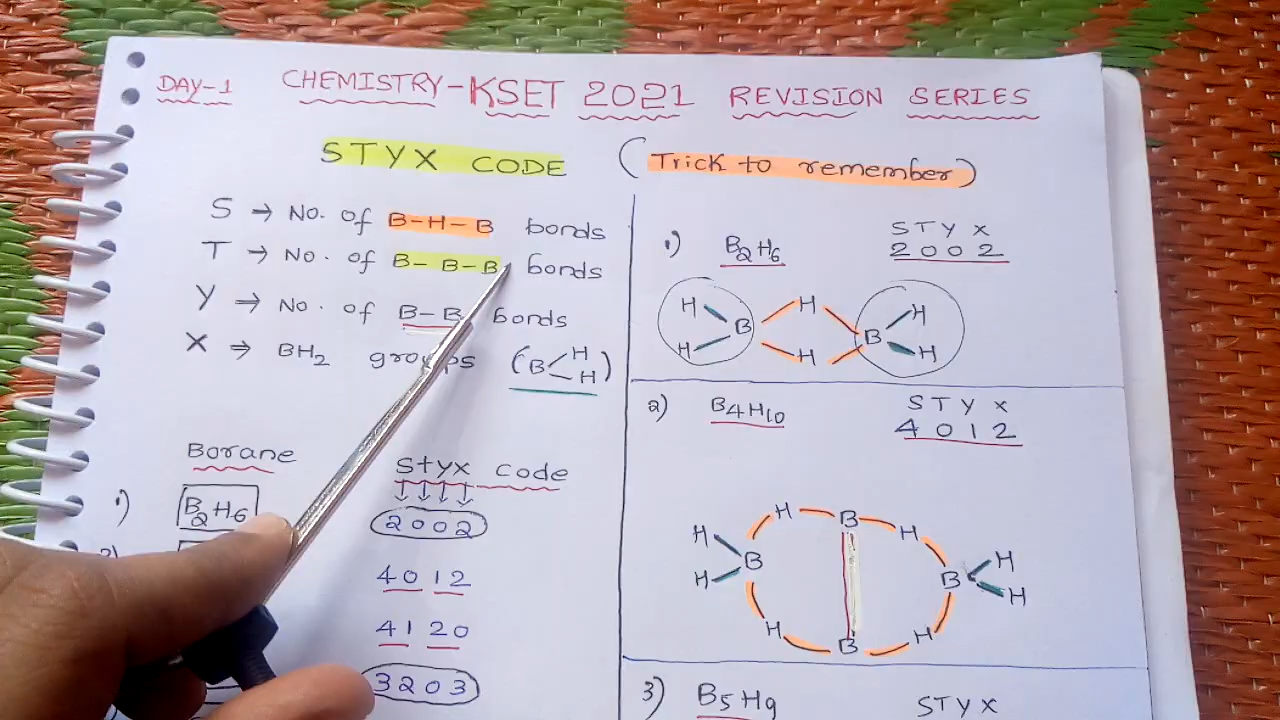 DAY-1 CHEMISTRY-KSET 2021 REVISION SERIES
STYX CODE (Trick to remember)
S → No. of B-H-B bonds
T → No. of B-B-B bonds
Y → No. of B-B bonds
X → BH2 groups (B H H)
Borane Styx code
1) B2H6 2002
4012
4120
3203
1) B2H6 STYX
2002
H H
B B
H H
H H
2) B4H10 STYX
4012
H B H
H H
B B
H H
H H
B
3) B5H9 STYX